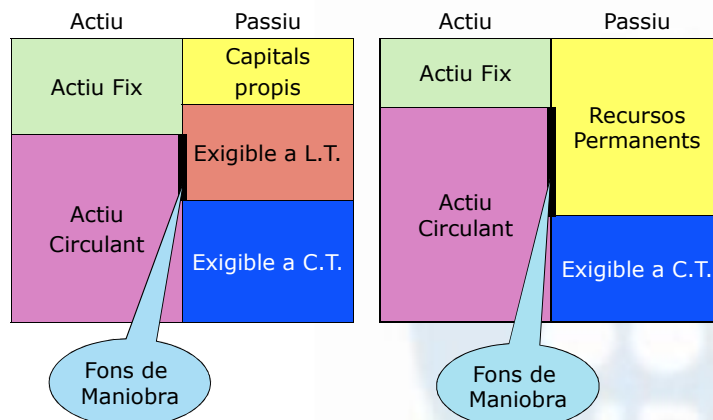 Actiu
Passiu
Actiu Fix
Capitals
propis
Exigible a L.T.
Actiu
Circulant
Exigible a C.T.
Fons de
Maniobra
Actiu
Passiu
Actiu Fix
Recursos
Permanents
Actiu
Circulant
Exigible a C.T.
Fons de
Maniobra